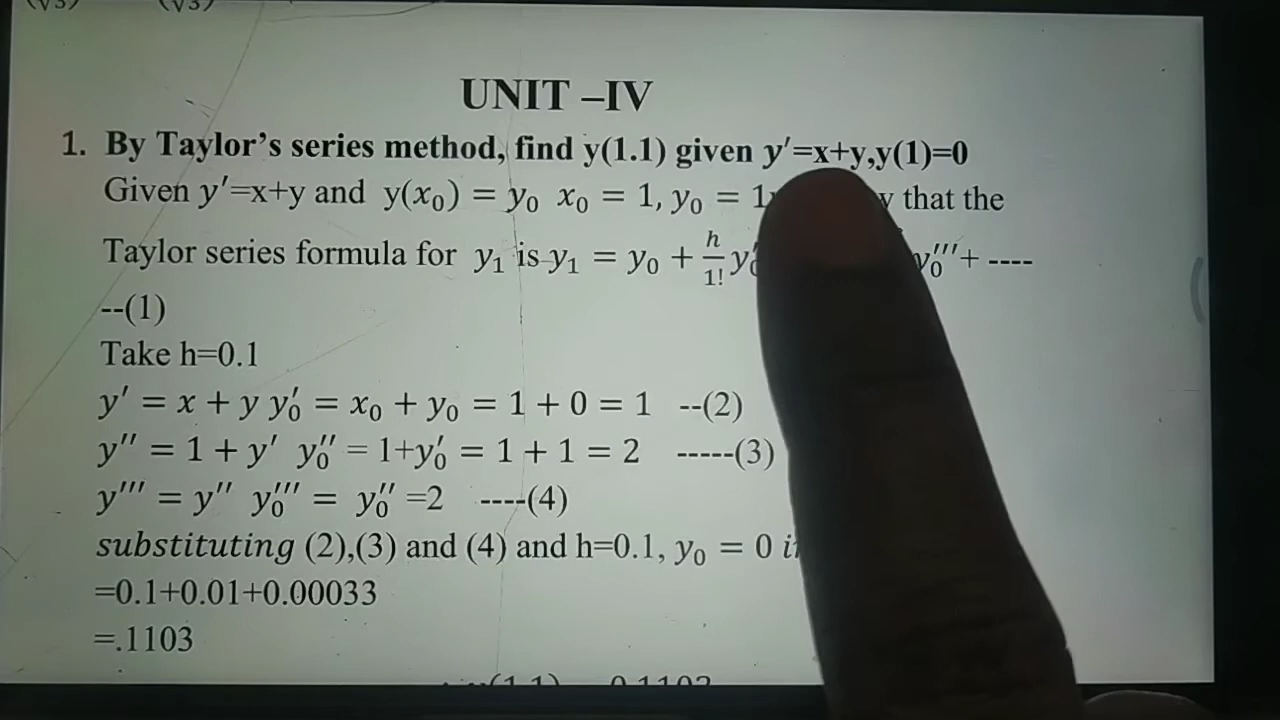 (√3) (√3)
UNIT –IV
1. By Taylor's series method, find y(1.1) given y′=x+y,y(1)=0
Given y′=x+y and y(x₀) = y₀ x₀ = 1, y₀ = 1 that the
Taylor series formula for y₁ is y₁ = y₀ + h/1! y₀‴+ ----
--(1)
Take h=0.1
y′ = x + y y₀′ = x₀ + y₀ = 1 + 0 = 1 --(2)
y″ = 1 + y′ y₀″ = 1+y₀′ = 1 + 1 = 2 -----(3)
y‴ = y″ y₀‴ = y₀″ =2 ----(4)
substituting (2),(3) and (4) and h=0.1, y₀ = 0
=0.1+0.01+0.00033
=.1103